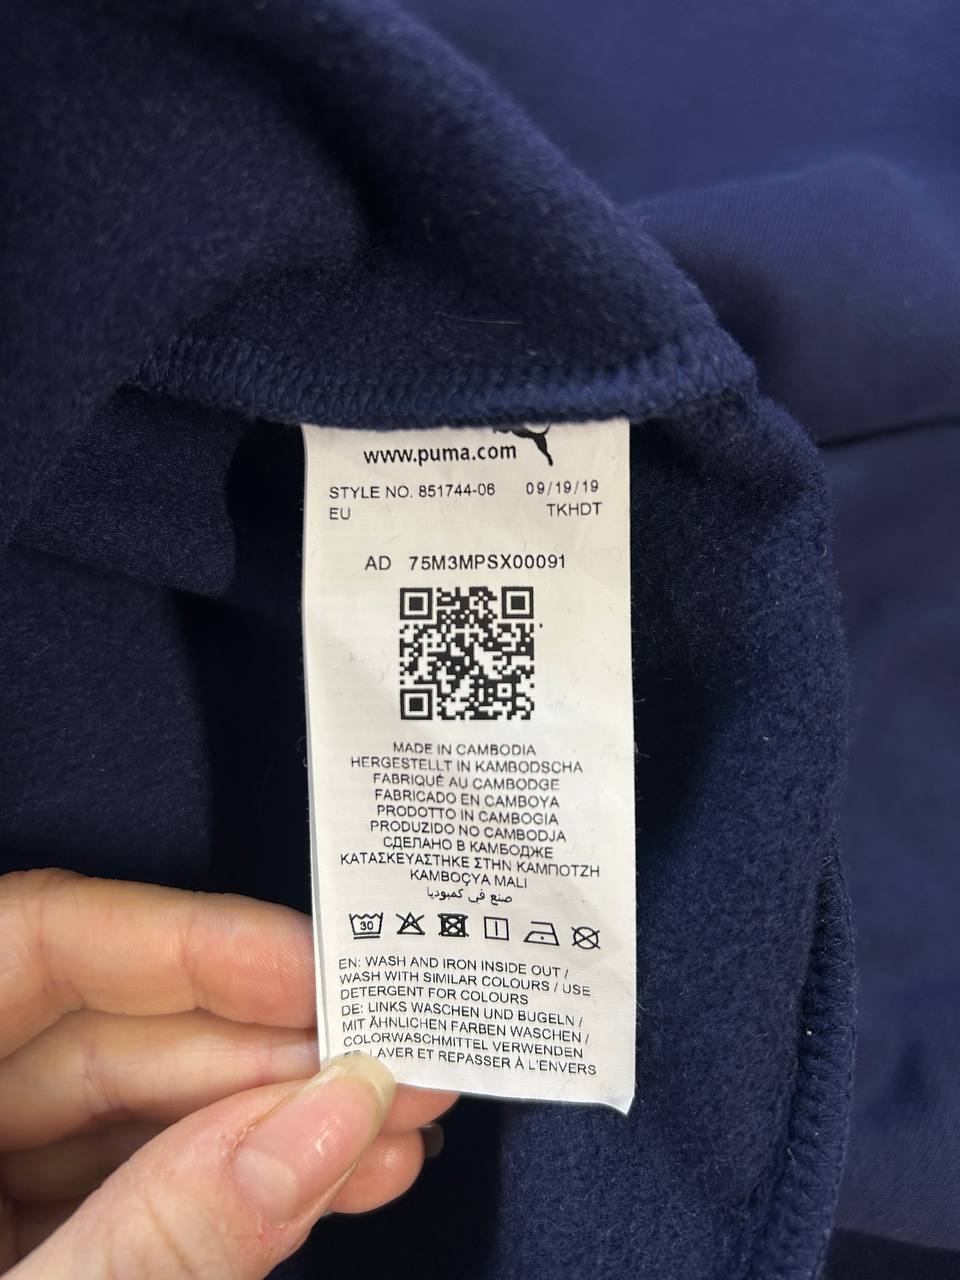 www.puma.com
STYLE NO. 851744-06 09/19/19
EU TKHDT
AD 75M3MPSX00091
MADE IN CAMBODIA
HERGESTELLT IN KAMBODSCHA
FABRIQUÉ AU CAMBODGE
FABRICADO EN CAMBOYA
PRODOTTO IN CAMBOGIA
PRODUZIDO NO CAMBODJA
СДЕЛАНО В КАМБОДЖЕ
ΚΑΤΑΣΚΕΥΑΣΤΗΚΕ ΣΤΗΝ ΚΑΜΠΟΤΖΗ
KAMBOÇYA MALI
صنع في كمبوديا
30
EN: WASH AND IRON INSIDE OUT /
WASH WITH SIMILAR COLOURS / USE
DETERGENT FOR COLOURS
DE: LINKS WASCHEN UND BÜGELN /
MIT ÄHNLICHEN FARBEN WASCHEN /
COLORWASCHMITTEL VERWENDEN
LAVER ET REPASSER À L'ENVERS